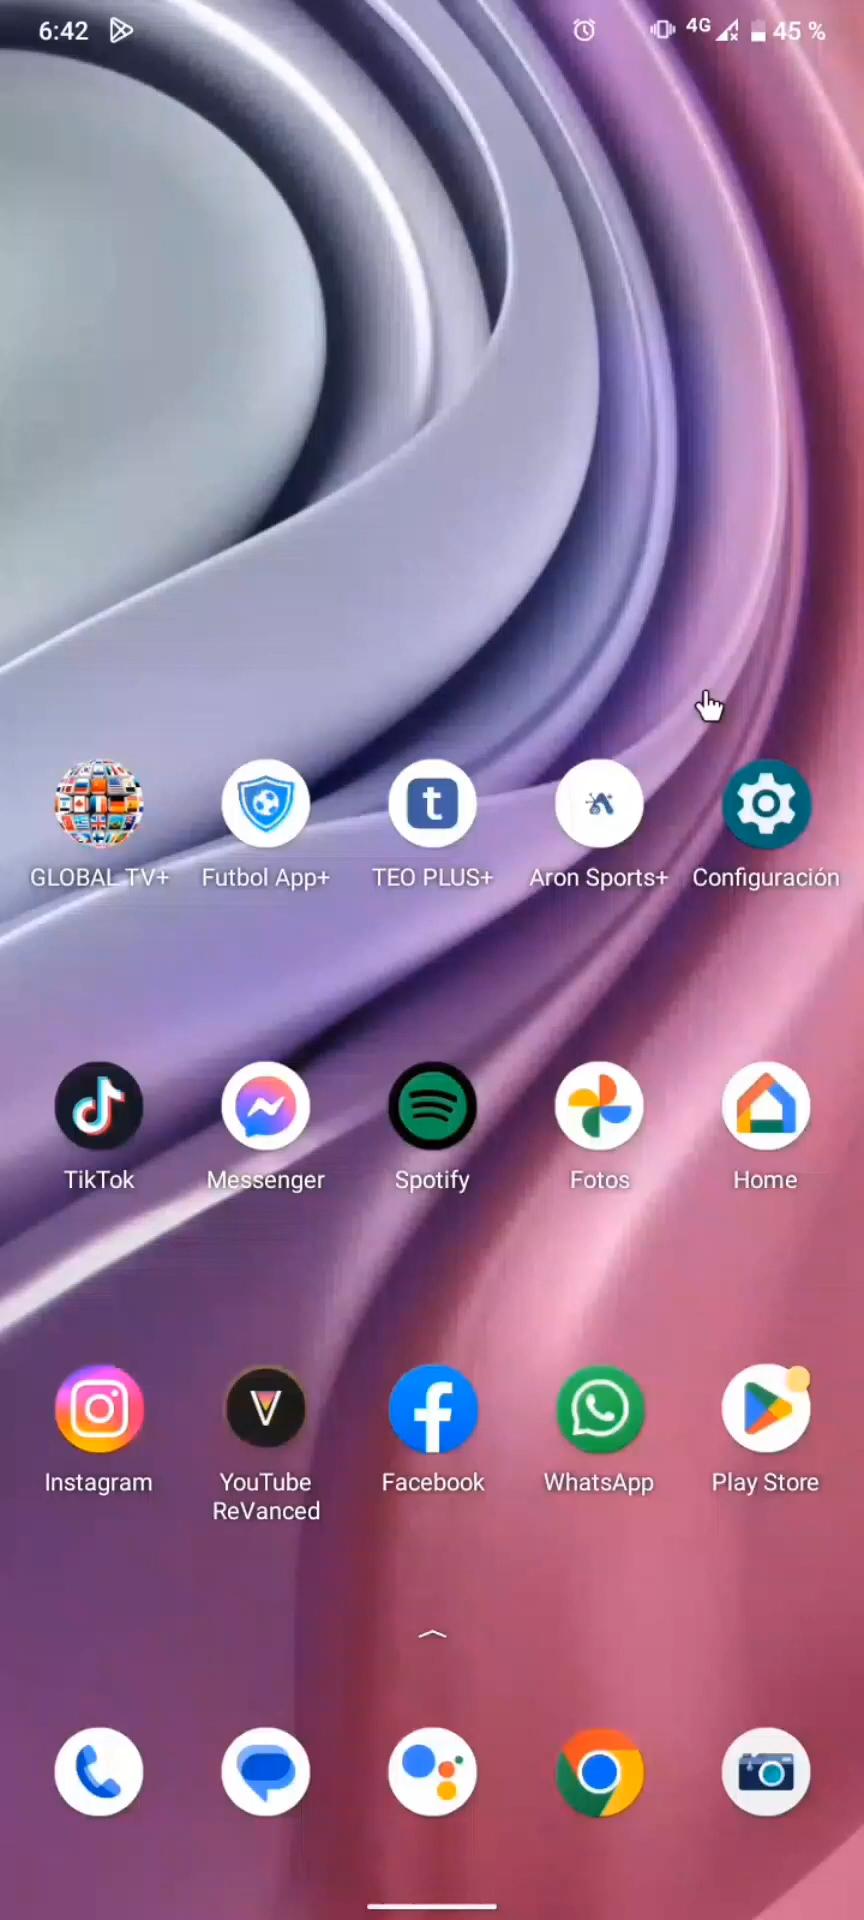 6:42
4G
45 %
GLOBAL TV+
Futbol App+
TEO PLUS+
Aron Sports+
Configuración
TikTok
Messenger
Spotify
Fotos
Home
Instagram
YouTube
ReVanced
Facebook
WhatsApp
Play Store